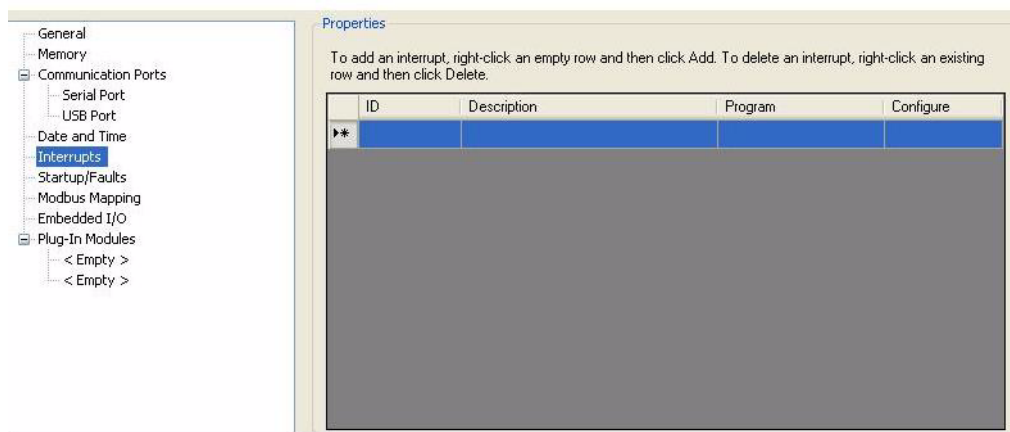 General
Memory
Communication Ports
Serial Port
USB Port
Date and Time
Interrupts
Startup/Faults
Modbus Mapping
Embedded I/O
Plug-In Modules
< Empty >
< Empty >
Properties
To add an interrupt, right-click an empty row and then click Add. To delete an interrupt, right-click an existing
row and then click Delete.
ID Description Program Configure